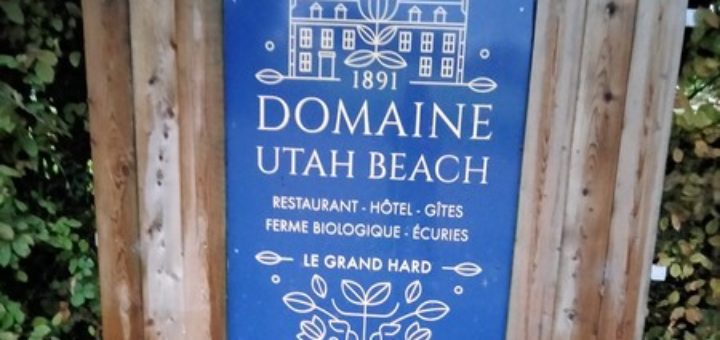 1891
DOMAINE
UTAH BEACH
RESTAURANT - HÔTEL - GÎTES
FERME BIOLOGIQUE - ÉCURIES
LE GRAND HARD